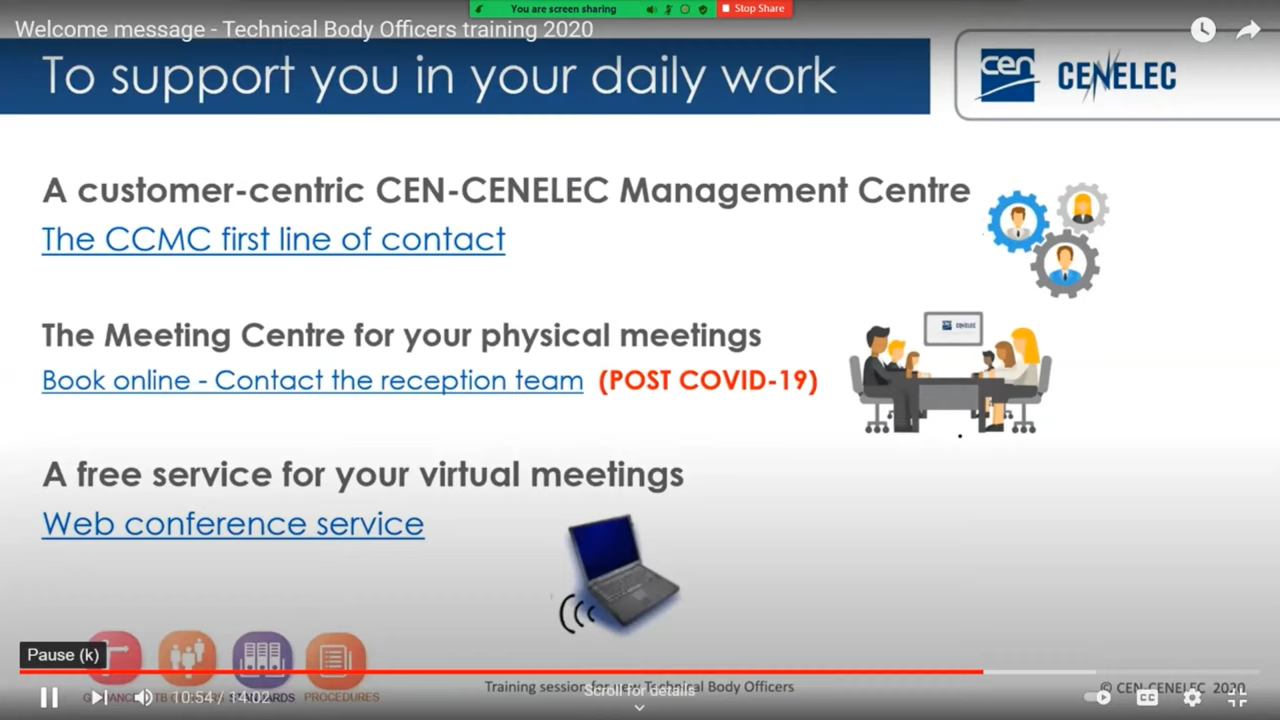 You are screen sharing
Stop Share
Welcome message - Technical Body Officers training 2020
To support you in your daily work
cen
CENELEC
A customer-centric CEN-CENELEC Management Centre
The CCMC first line of contact
The Meeting Centre for your physical meetings
CENELEC
Book online - Contact the reception team (POST COVID-19)
A free service for your virtual meetings
Web conference service
Pause (k)
10:54 / 14:02
PROCEDURES
Training session for new Technical Body Officers
Scroll for details
© CEN-CENELEC 2020
CC